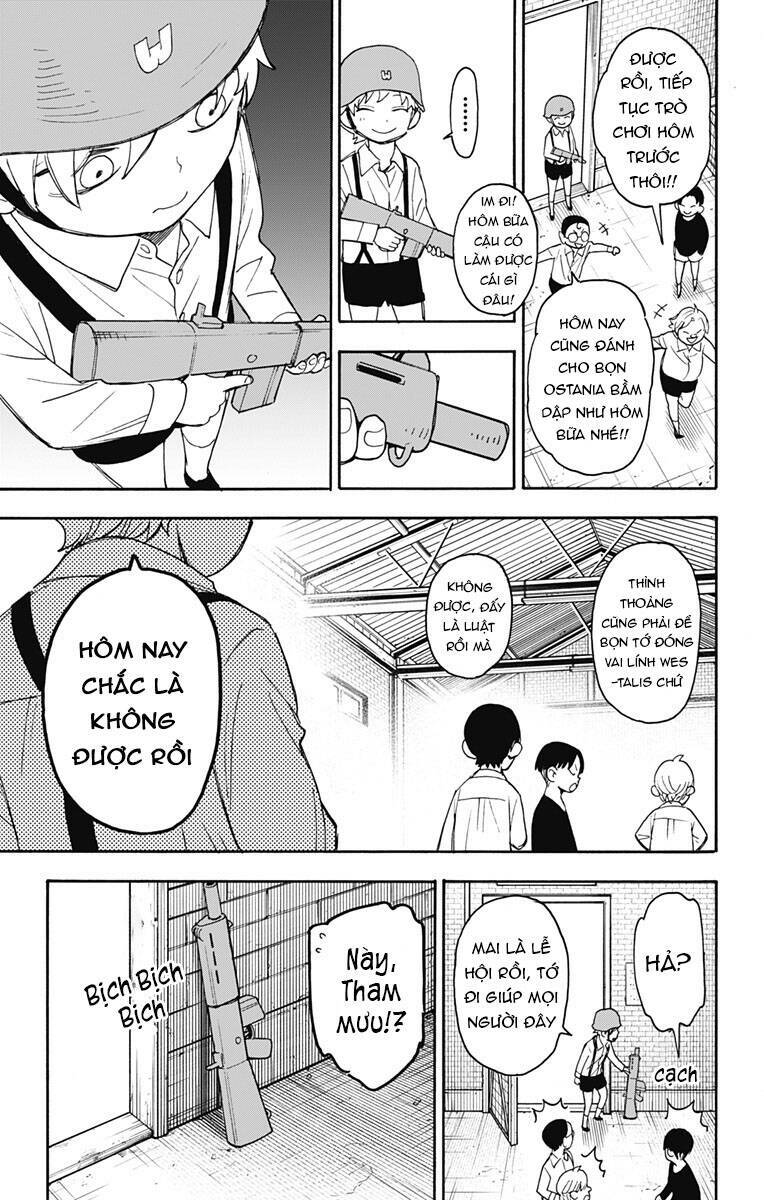 ĐƯỢC
RỒI, TIẾP
TỤC TRÒ
CHƠI HÔM
TRƯỚC
THÔI!!
HÔM NAY
CŨNG ĐÁNH
CHO BỌN
OSTANIA BẦM
DẬP NHƯ HÔM
BỮA NHÉ!!
IM ĐI!
HÔM BỮA
CẬU CÓ
LÀM ĐƯỢC
CÁI GÌ
ĐÂU!
W
W
THỈNH
THOẢNG
CŨNG PHẢI ĐỂ
BỌN TỚ ĐÓNG
VAI LÍNH WES
-TALIS CHỨ
KHÔNG
ĐƯỢC, ĐẤY
LÀ LUẬT
RỒI MÀ
HÔM NAY
CHẮC LÀ
KHÔNG
ĐƯỢC RỒI
HẢ?
MAI LÀ LỄ
HỘI RỒI, TỚ
ĐI GIÚP MỌI
NGƯỜI ĐÂY
CẠCH
Này,
Tham
mưu!?
Bịch Bịch
Bịch